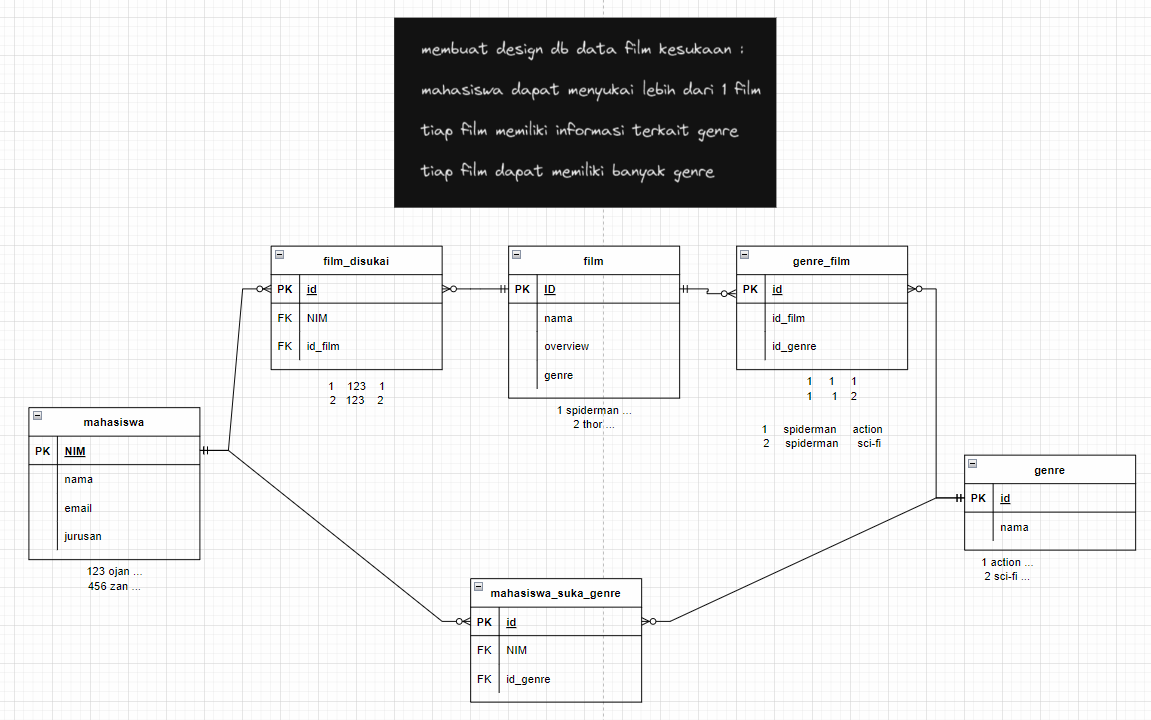 membuat design db data film kesukaan :
mahasiswa dapat menyukai lebih dari 1 film
tiap film memiliki informasi terkait genre
tiap film dapat memiliki banyak genre
film_disukai
PK id
FK NIM
FK id_film
1 123 1
2 123 2
film
PK ID
nama
overview
genre
1 spiderman ...
2 thor ...
genre_film
PK id
id_film
id_genre
1 1 1
1 1 2
1 spiderman action
2 spiderman sci-fi
mahasiswa
PK NIM
nama
email
jurusan
123 ojan ...
456 zan ...
genre
PK id
nama
1 action ...
2 sci-fi ...
mahasiswa_suka_genre
PK id
FK NIM
FK id_genre